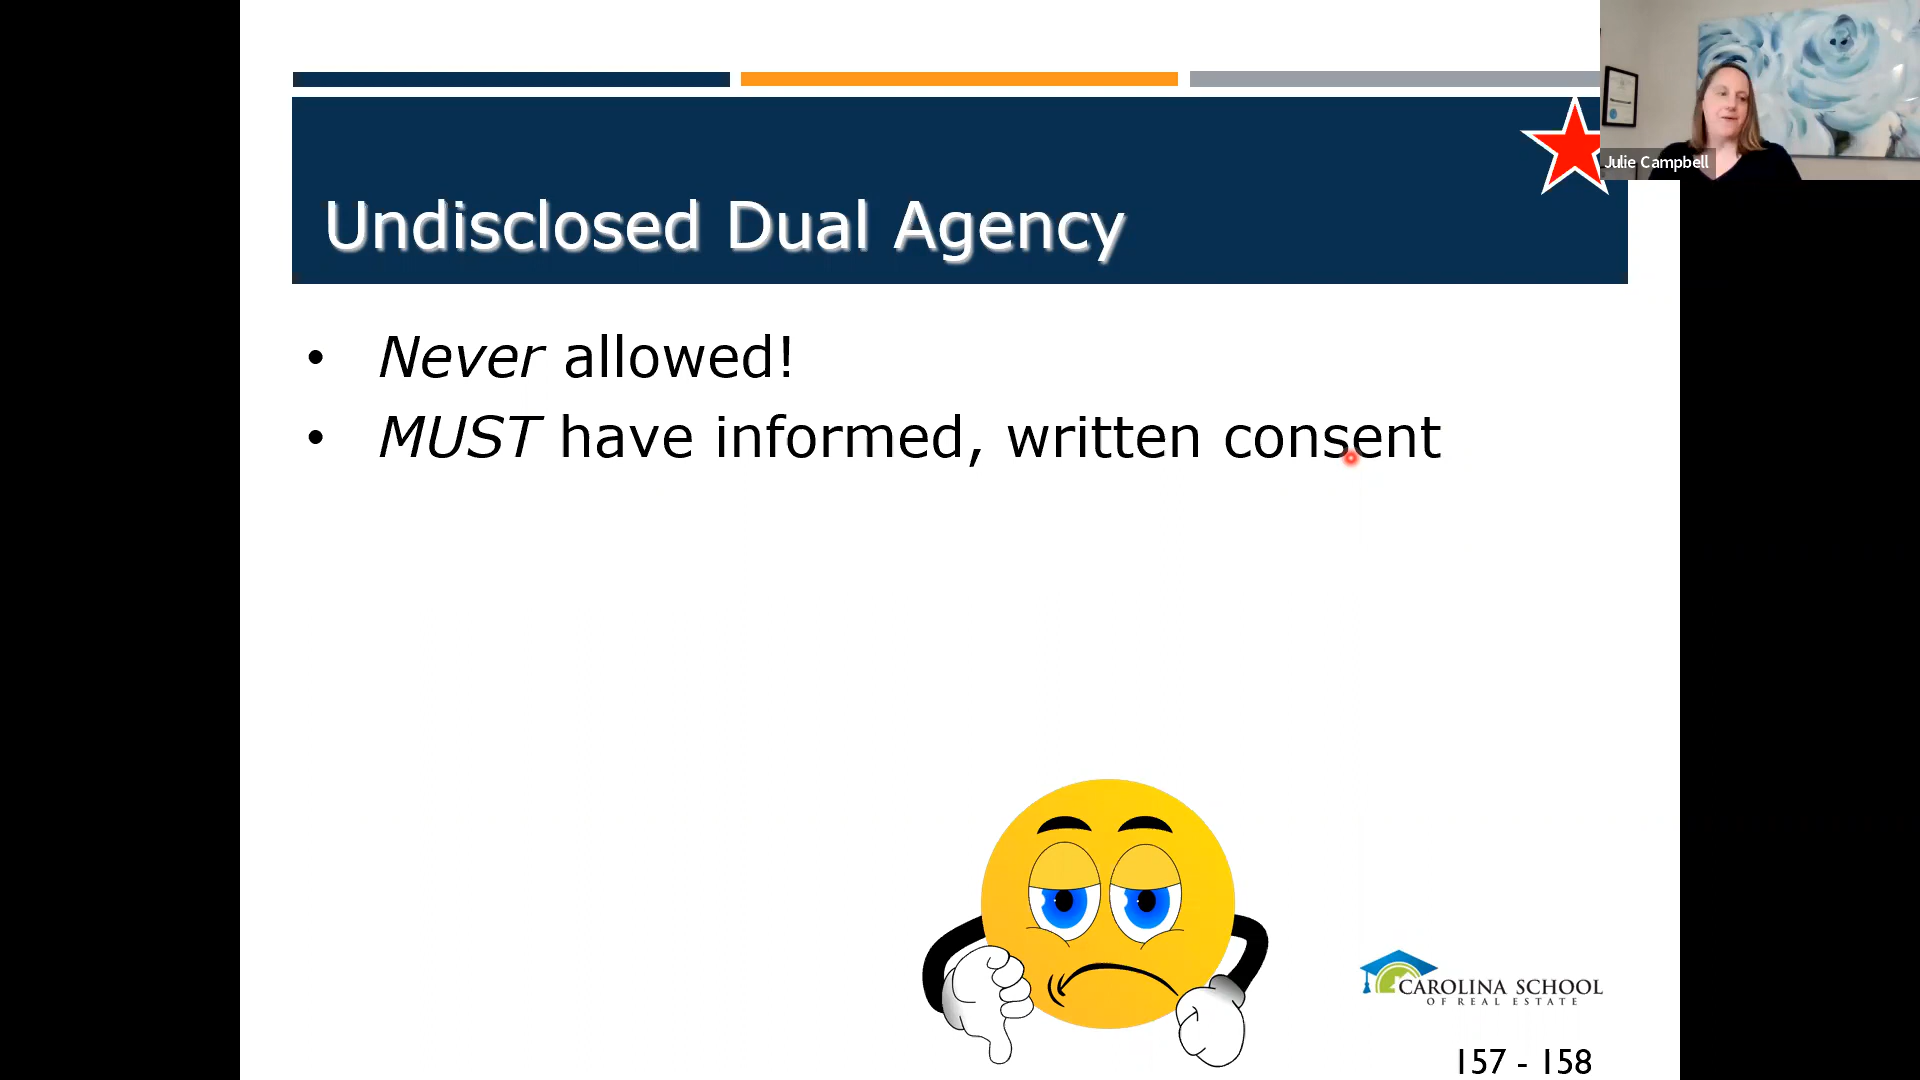 Julie Campbell
Undisclosed Dual Agency
• Never allowed!
• MUST have informed, written consent
CAROLINA SCHOOL
OF REAL ESTATE
157 - 158